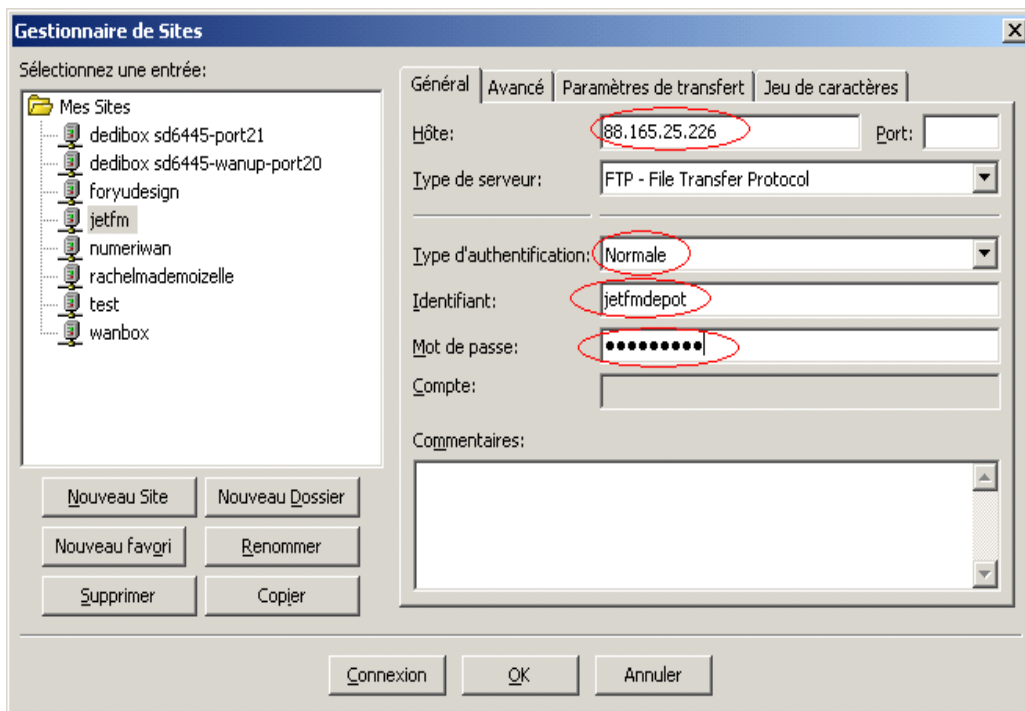 Gestionnaire de Sites
Sélectionnez une entrée:
Mes Sites
dedibox sd6445-port21
dedibox sd6445-wanup-port20
foryudesign
jetfm
numeriwan
rachelmademoizelle
test
wanbox
Nouveau Site
Nouveau Dossier
Nouveau favori
Renommer
Supprimer
Copier
Général
Avancé
Paramètres de transfert
Jeu de caractères
Hôte: 88.165.25.226 Port:
Type de serveur: FTP - File Transfer Protocol
Type d'authentification: Normale
Identifiant: jetfmdepot
Mot de passe: ●●●●●●●●●
Compte:
Commentaires:
Connexion
OK
Annuler